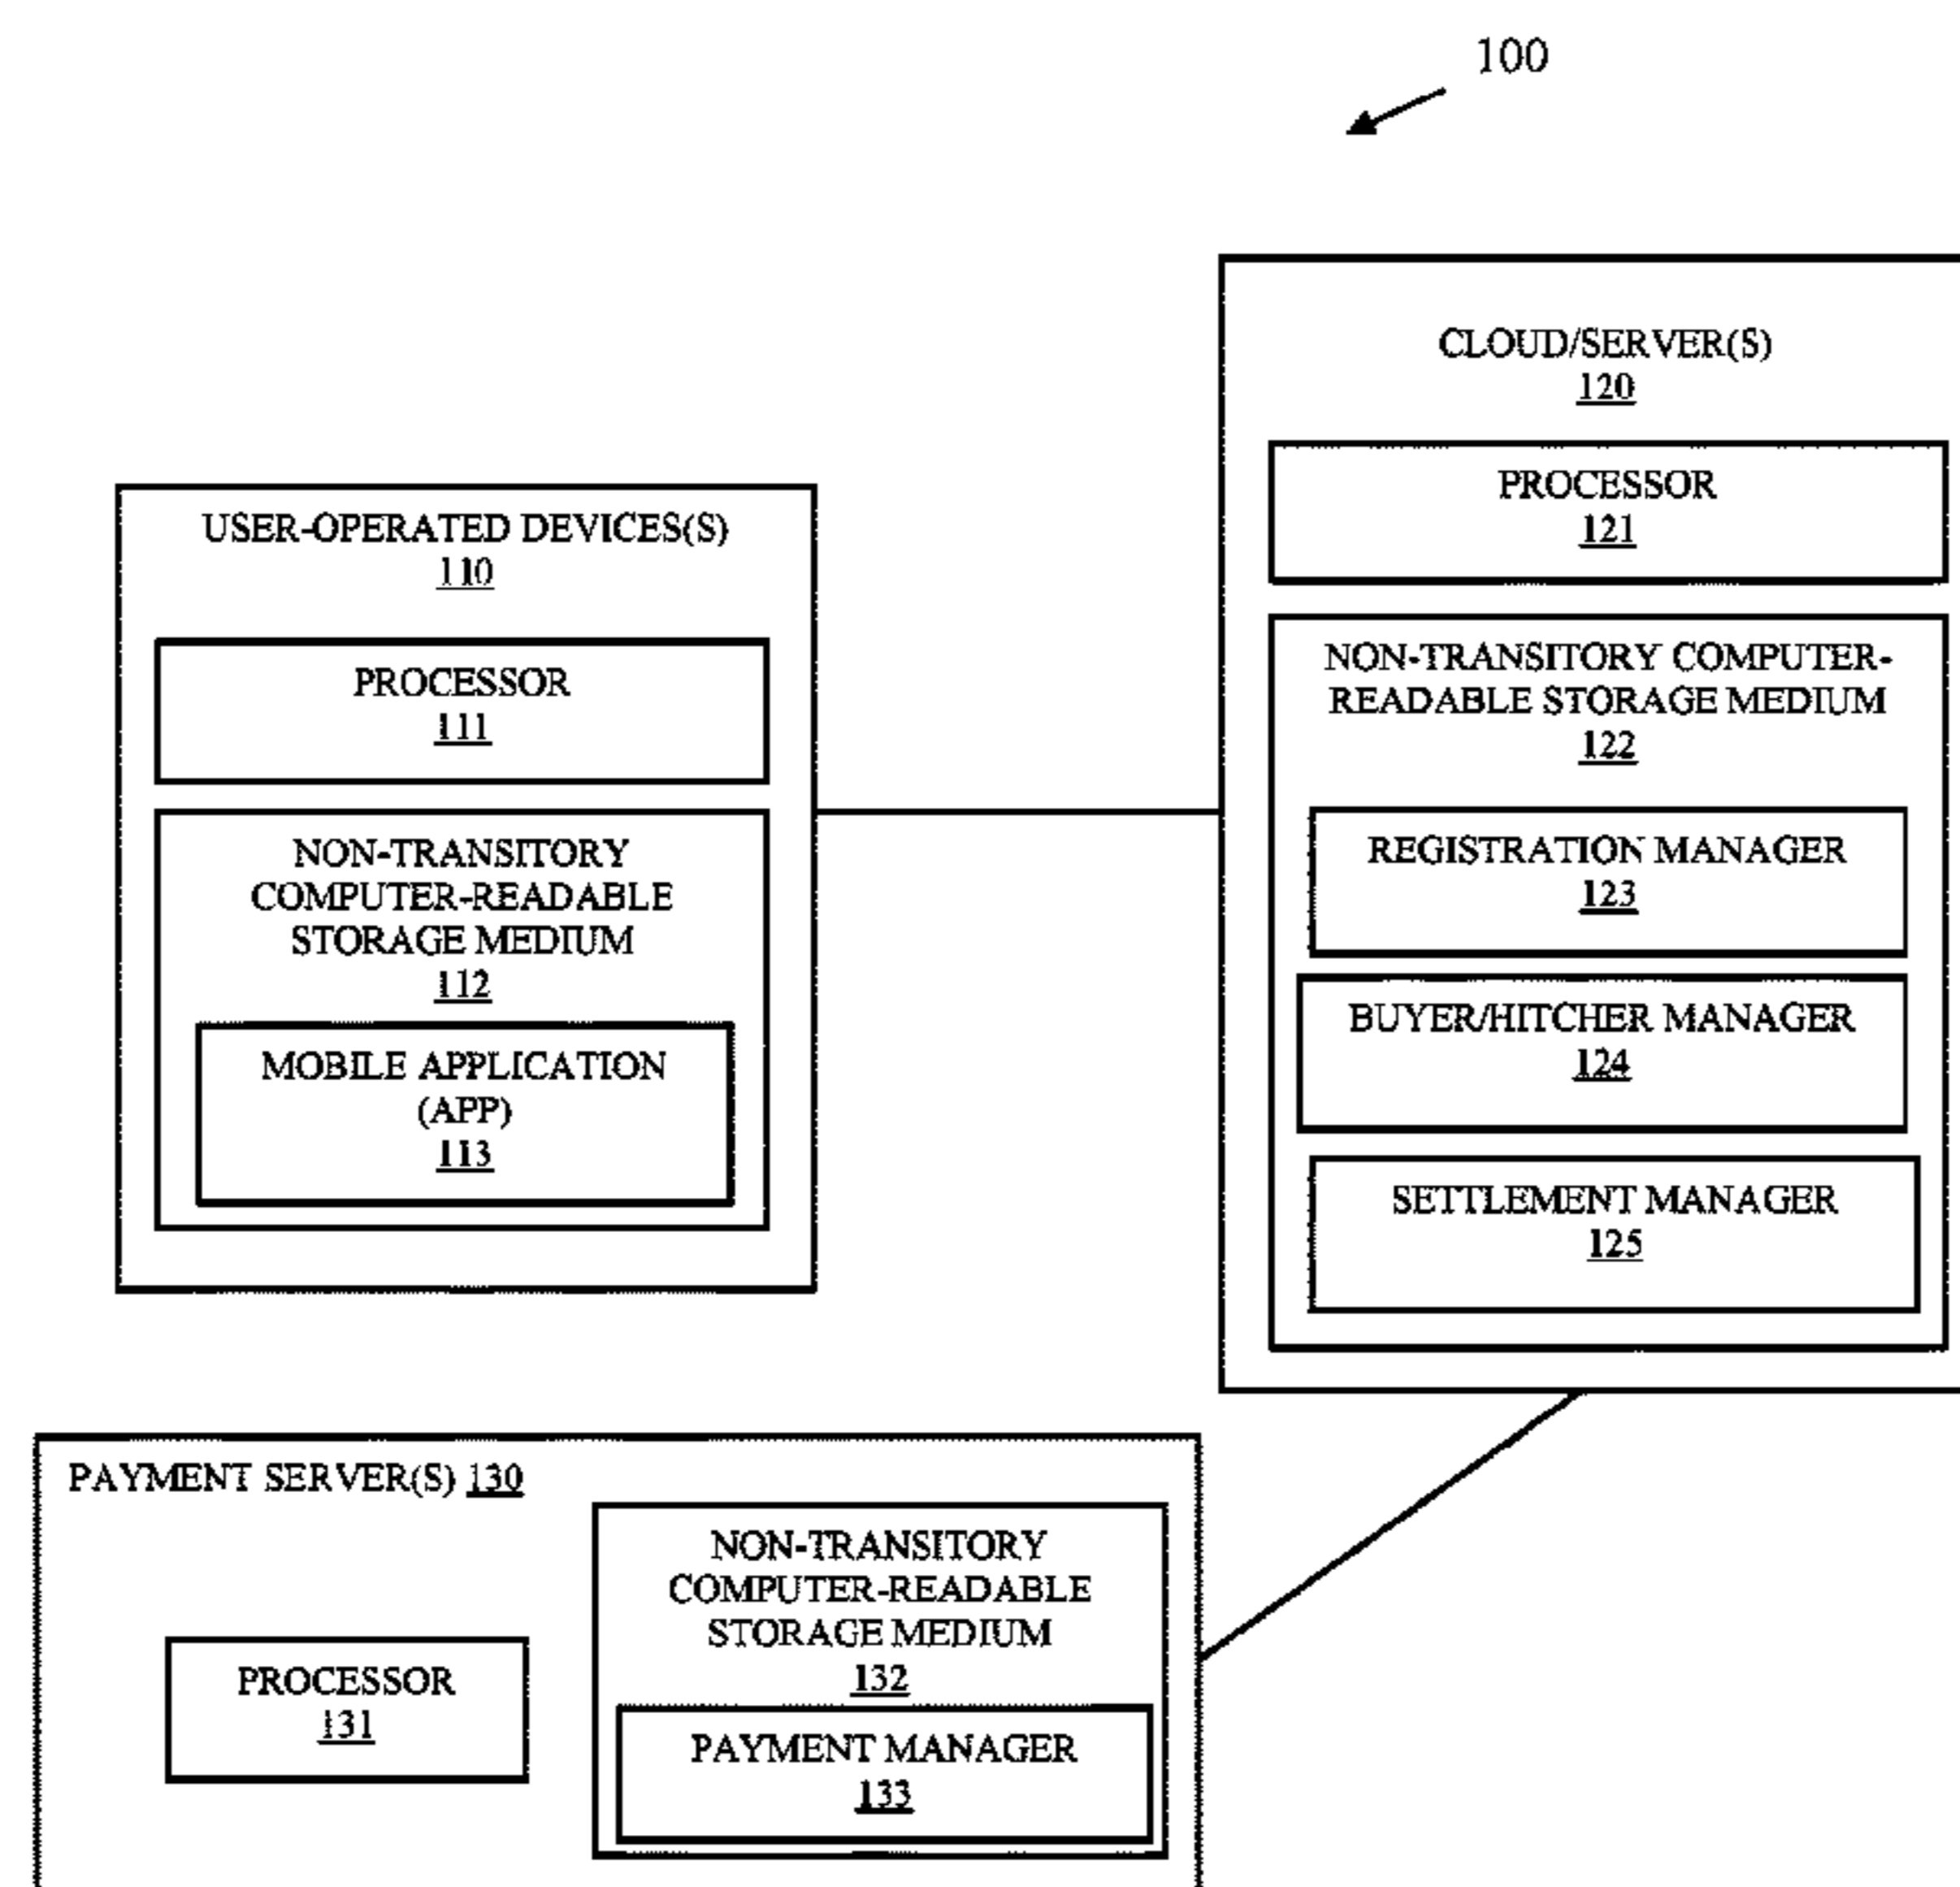 100
CLOUD/SERVER(S)
120
PROCESSOR
121
NON-TRANSITORY COMPUTER-
READABLE STORAGE MEDIUM
122
REGISTRATION MANAGER
123
BUYER/HITCHER MANAGER
124
SETTLEMENT MANAGER
125
USER-OPERATED DEVICES(S)
110
PROCESSOR
111
NON-TRANSITORY
COMPUTER-READABLE
STORAGE MEDIUM
112
MOBILE APPLICATION
(APP)
113
PAYMENT SERVER(S) 130
PROCESSOR
131
NON-TRANSITORY
COMPUTER-READABLE
STORAGE MEDIUM
132
PAYMENT MANAGER
133